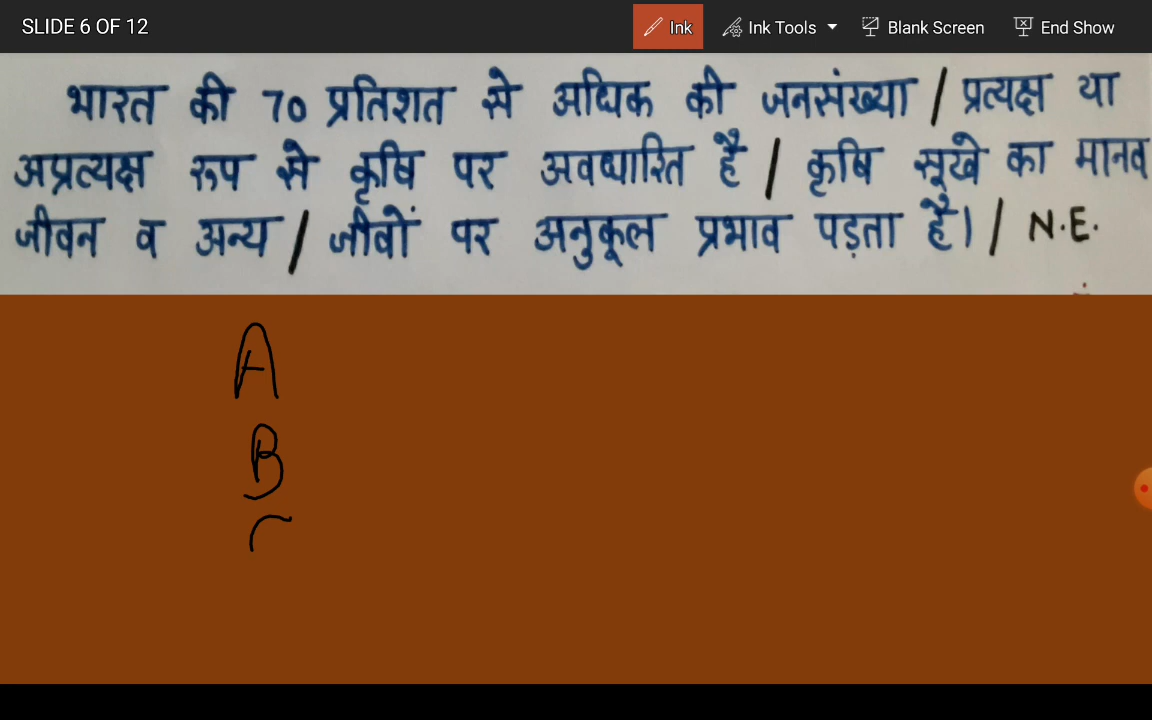 SLIDE 6 OF 12 Ink Ink Tools Blank Screen End Show
भारत की 70 प्रतिशत से अधिक की जनसंख्या / प्रत्यक्ष या
अप्रत्यक्ष रूप से कृषि पर अवधारित है / कृषि सूखे का मानव
जीवन व अन्य / जीवों पर अनुकूल प्रभाव पड़ता है। / N.E.
A
B